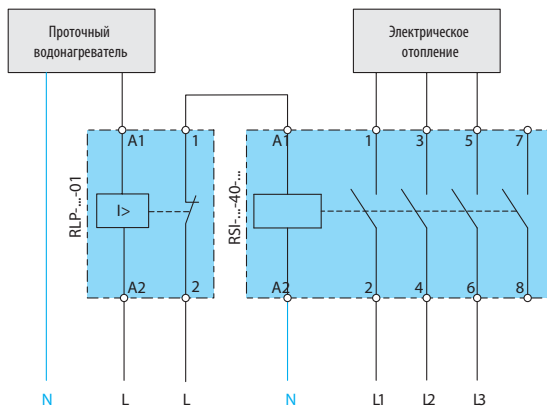 Проточный
водонагреватель
Электрическое
отопление
A1 1 A1 1 3 5 7
RLP-...-01
I>
RSI-...-40-...
A2 2 A2 2 4 6 8
N L L N L1 L2 L3